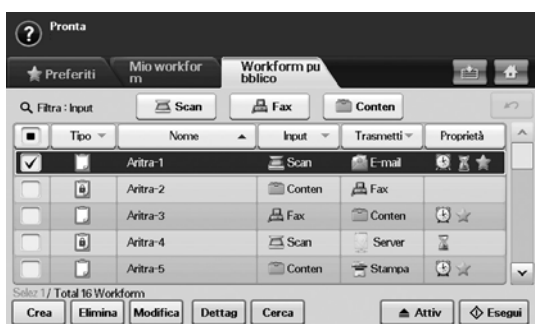 Pronta
Preferiti
Mio workfor
m
Workform pu
bblico
Filtra : Input
Scan
Fax
Conten
Tipo
Nome
Input
Trasmetti
Proprietà
Aritra-1 Scan E-mail
Aritra-2 Conten Fax
Aritra-3 Fax Conten
Aritra-4 Scan Server
Aritra-5 Conten Stampa
Selez 1/ Total 16 Workform
Crea
Elimina
Modifica
Dettag
Cerca
Attiv
Esegui